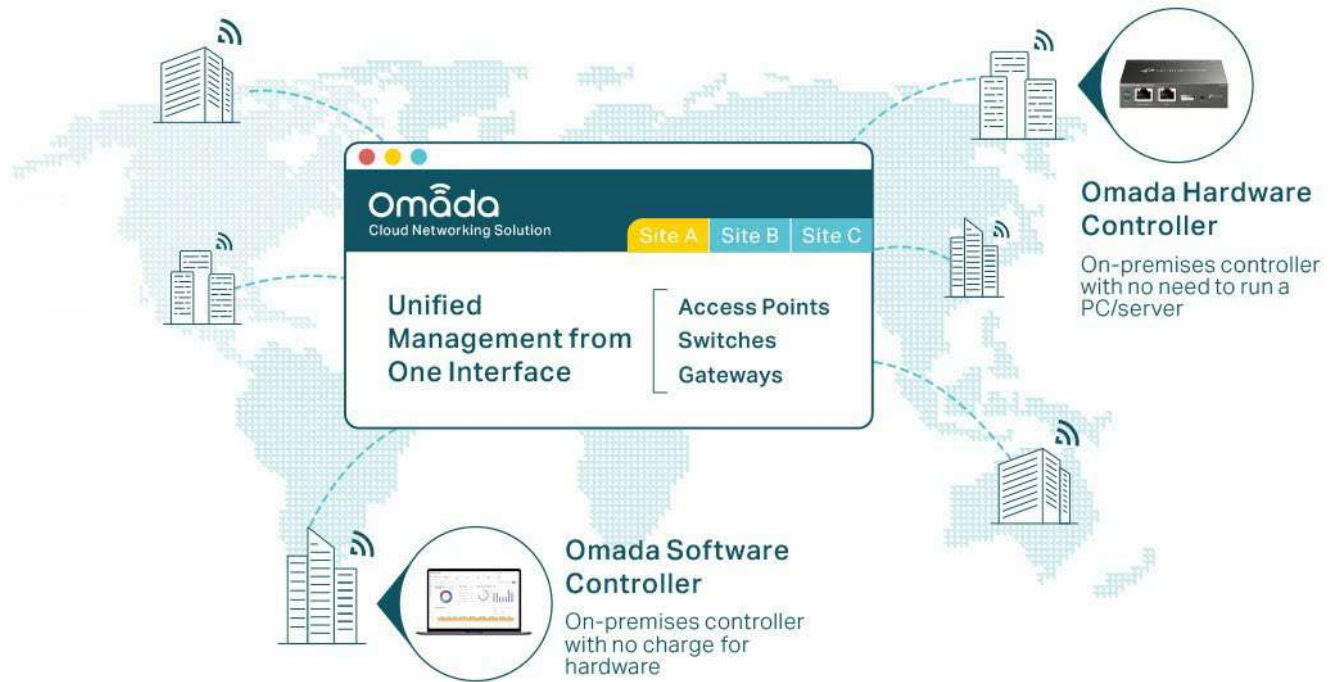 Omada
Cloud Networking Solution
Site A
Site B
Site C
Unified
Management from
One Interface
Access Points
Switches
Gateways
Omada Hardware
Controller
On-premises controller
with no need to run a
PC/server
Omada Software
Controller
On-premises controller
with no charge for
hardware